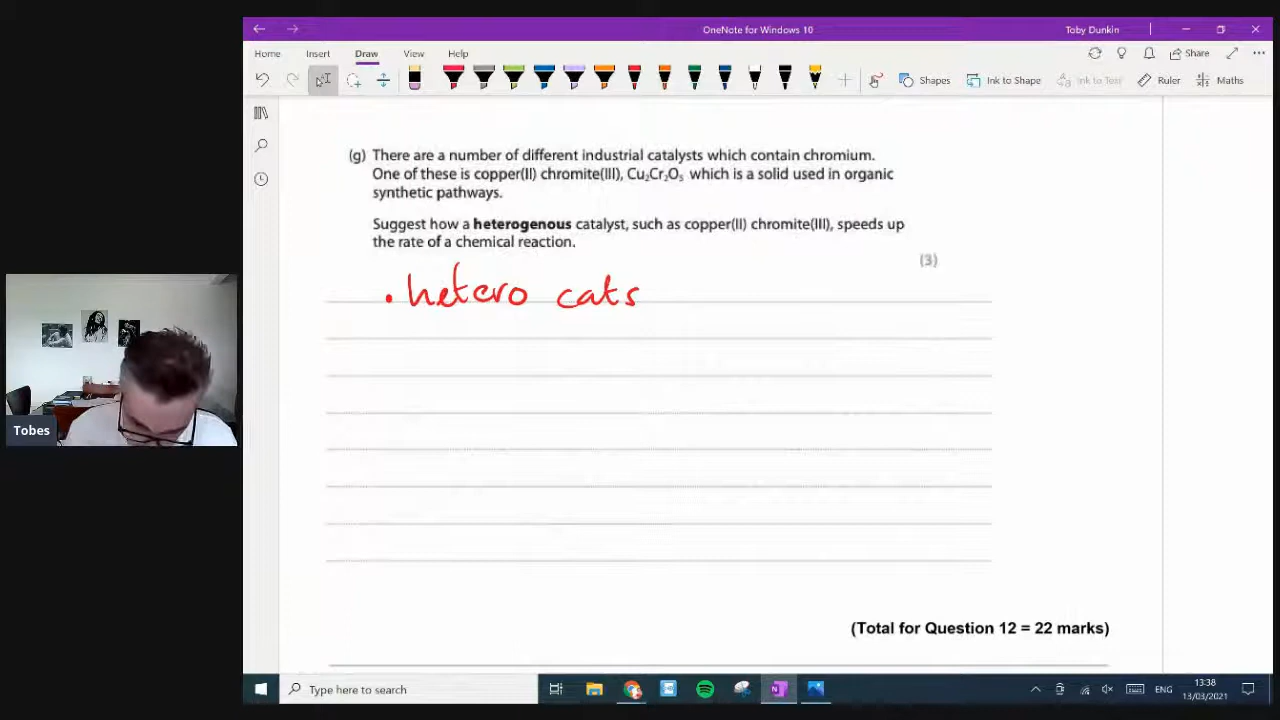 OneNote for Windows 10
Toby Dunkin
Home Insert Draw View Help
Share
Shapes
Ink to Shape
Ink to Text
Ruler
Maths
(g) There are a number of different industrial catalysts which contain chromium.
One of these is copper(II) chromite(III), Cu₂Cr₂O₅ which is a solid used in organic
synthetic pathways.
Suggest how a heterogenous catalyst, such as copper(II) chromite(III), speeds up
the rate of a chemical reaction.
(3)
• hetero cats
Tobes
(Total for Question 12 = 22 marks)
Type here to search
ENG
13:38
13/03/2021